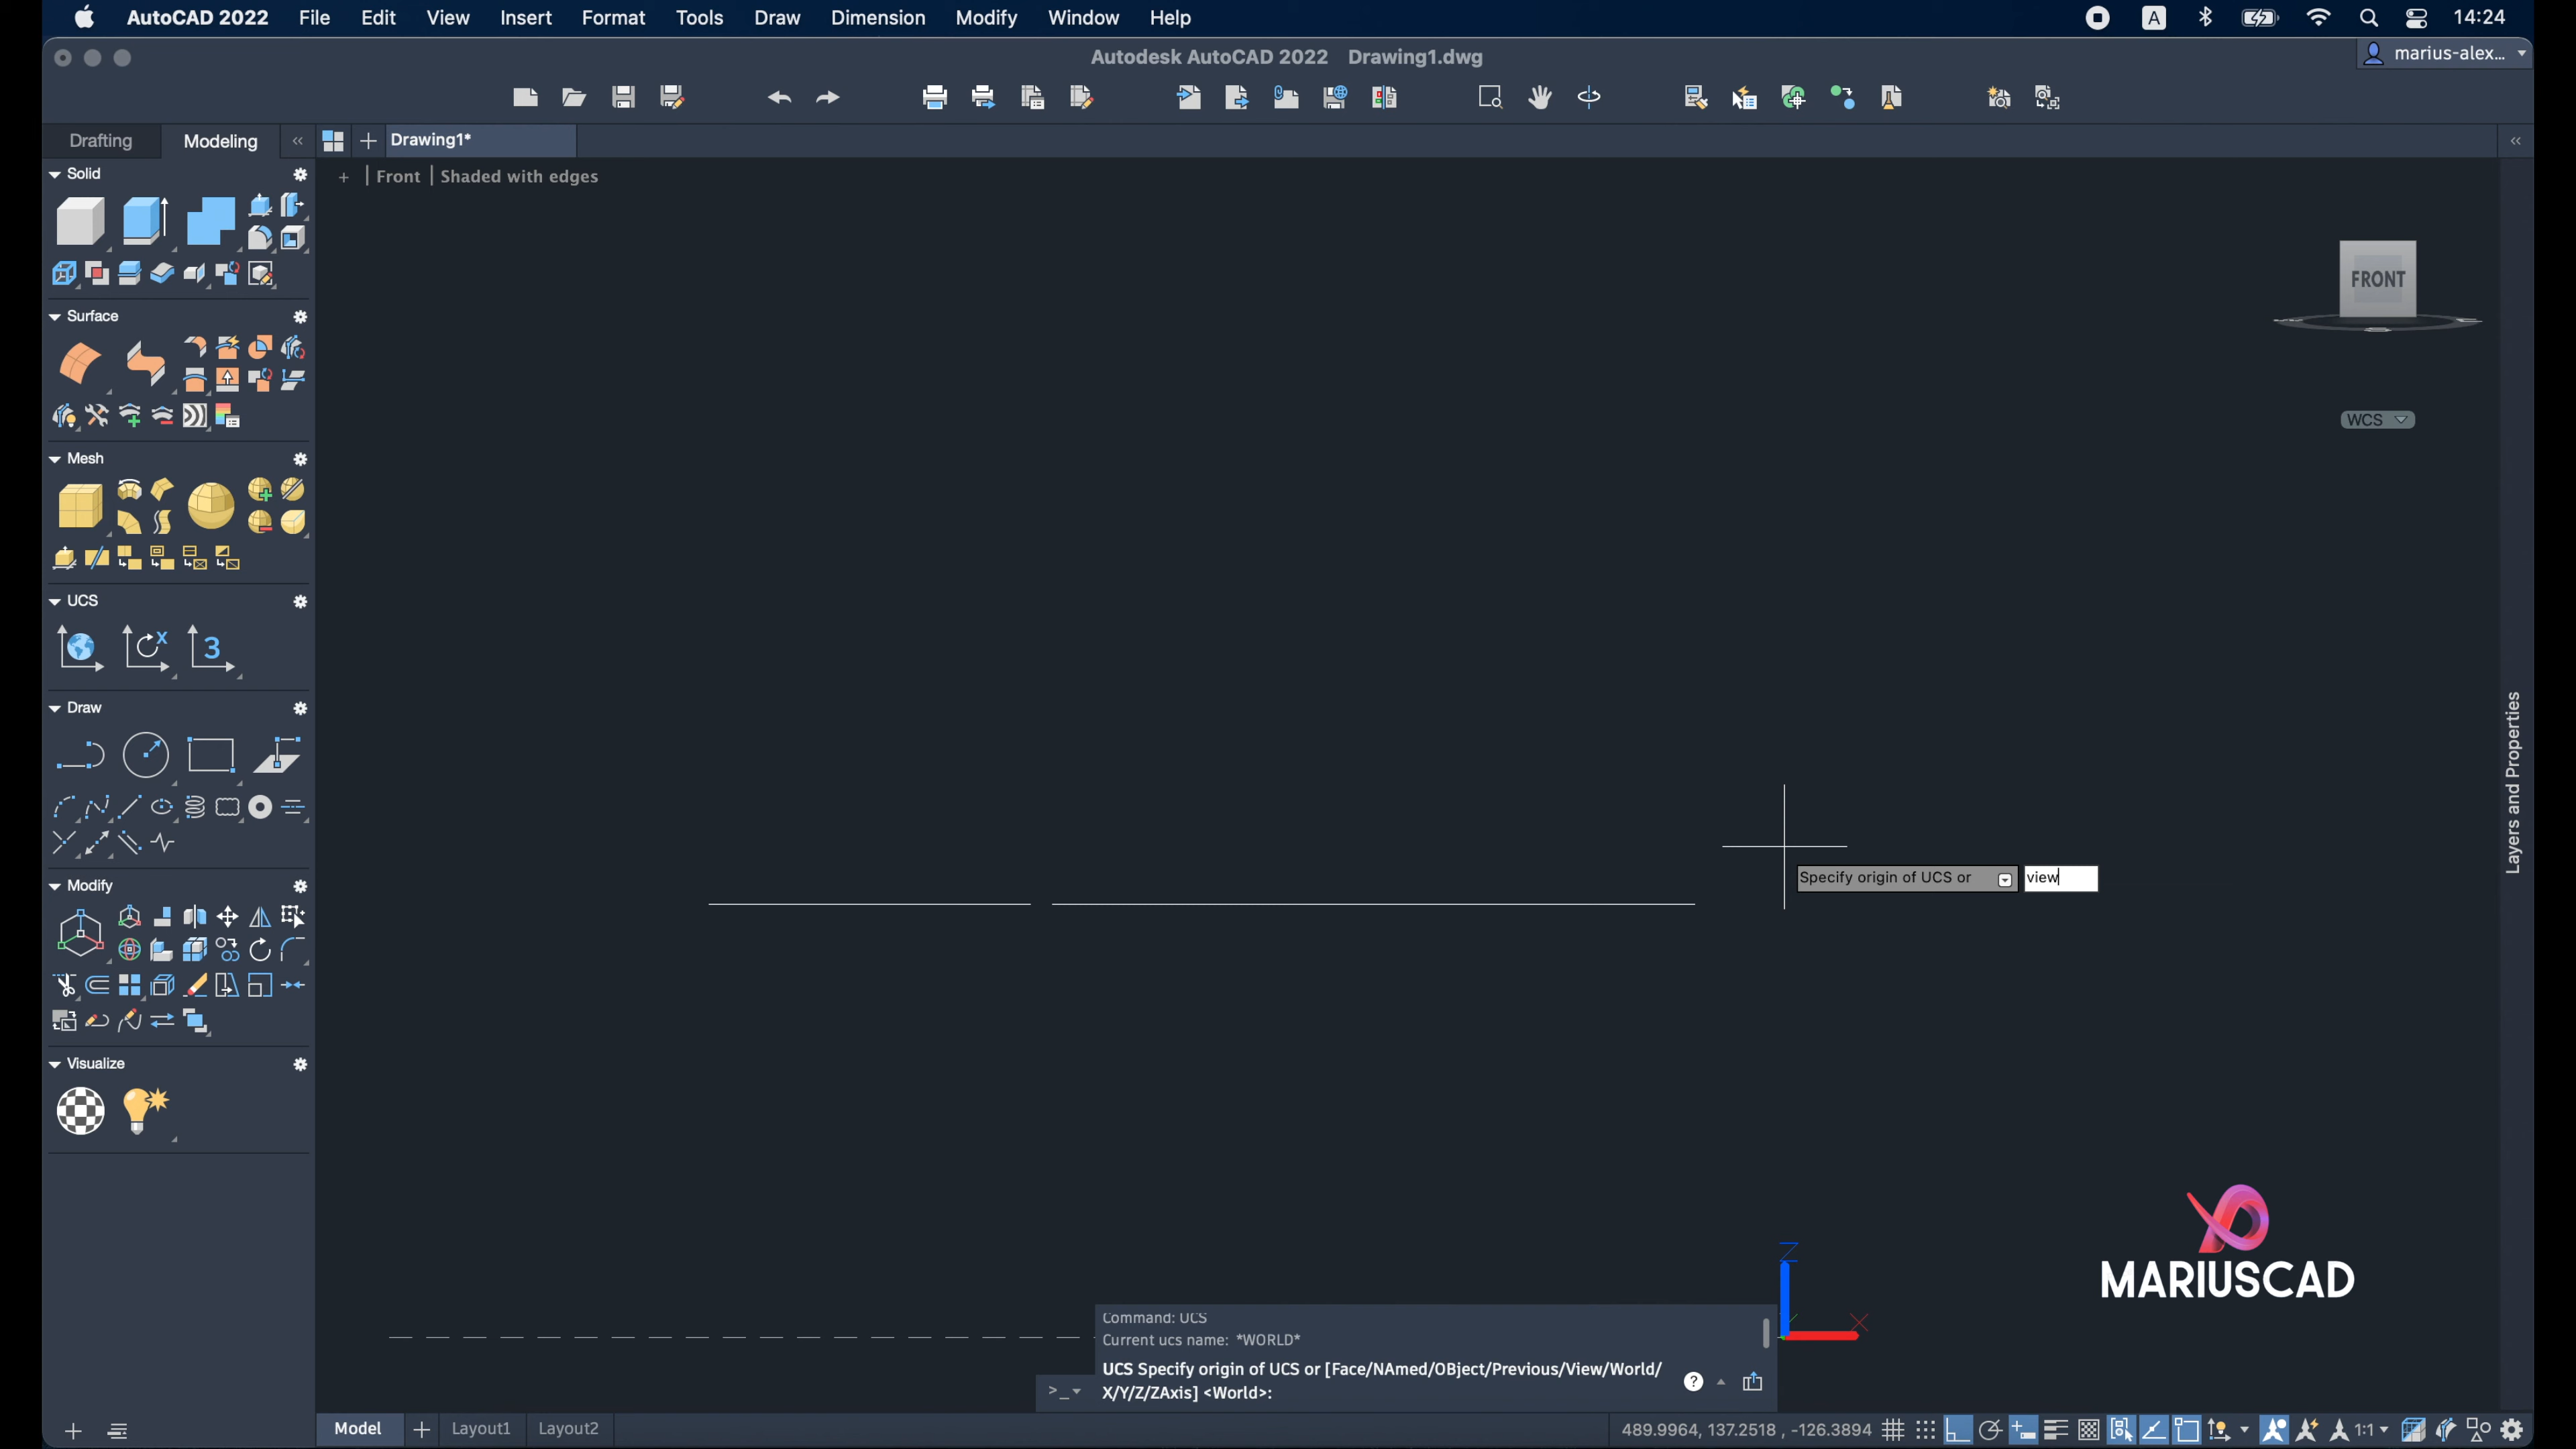 AutoCAD 2022 File Edit View Insert Format Tools Draw Dimension Modify Window Help A 14:24
Autodesk AutoCAD 2022 Drawing1.dwg marius-alex...
Drafting Modeling Drawing1*
Solid
+ | Front | Shaded with edges
FRONT
Surface
WCS
Mesh
UCS
X
3
Draw
Layers and Properties
Specify origin of UCS or view
Modify
Visualize
MARIUSCAD
Z
X
Command: UCS
Current ucs name: *WORLD*
UCS Specify origin of UCS or [Face/NAmed/OBject/Previous/View/World/
>_ X/Y/Z/ZAxis] <World>:
Model Layout1 Layout2 489.9964, 137.2518 , -126.3894 1:1